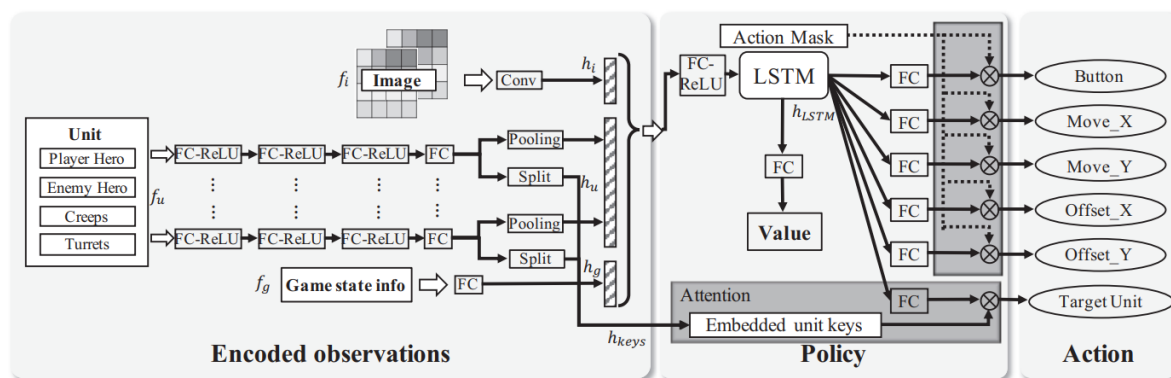 f_i
Image
Conv
h_i
Unit
Player Hero
Enemy Hero
Creeps
Turrets
f_u
FC-ReLU
FC-ReLU
FC-ReLU
FC
Pooling
Split
h_u
FC-ReLU
FC-ReLU
FC-ReLU
FC
Pooling
Split
f_g
Game state info
FC
h_g
h_keys
Encoded observations
Action Mask
FC-
ReLU
LSTM
h_LSTM
FC
Value
FC
FC
FC
FC
FC
Attention
FC
Embedded unit keys
Policy
Button
Move_X
Move_Y
Offset_X
Offset_Y
Target Unit
Action